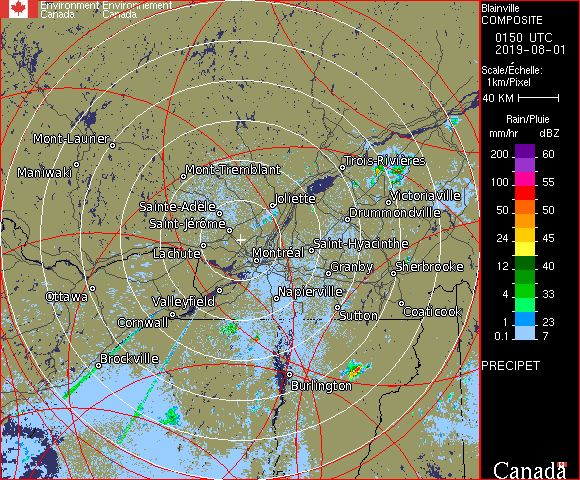 Environment Environnement
Canada Canada
Blainville
COMPOSITE
0150 UTC
2019-08-01
Scale/Échelle:
1km/Pixel
40 KM
Rain/Pluie
mm/hr dBZ
200 60
100 55
50 50
24 45
12 40
4 33
1 23
0.1 7
PRECIPET
Mont-Laurier
Maniwaki
Mont-Tremblant
Trois-Rivières
Joliette
Victoriaville
Sainte-Adèle
Drummondville
Saint-Jérôme
Lachute
Montréal
Saint-Hyacinthe
Granby
Sherbrooke
Ottawa
Valleyfield
Napierville
Cornwall
Sutton
Coaticook
Brockville
Burlington
Canada